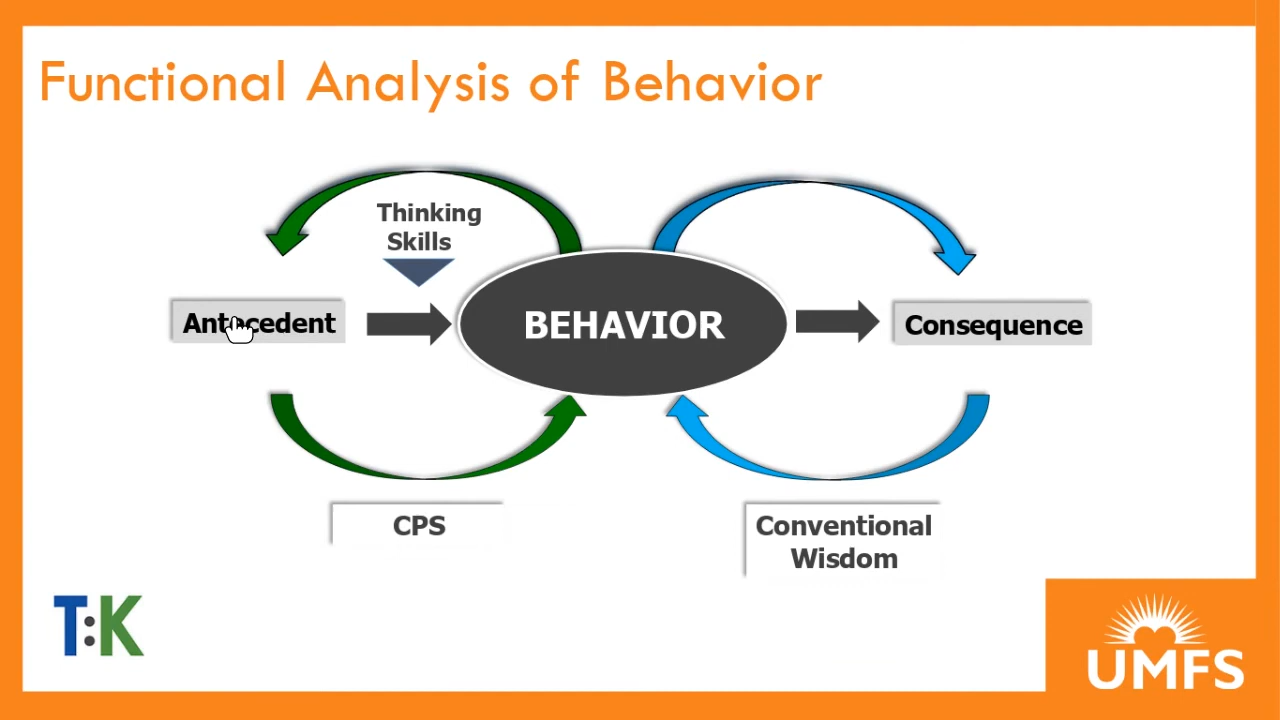 Functional Analysis of Behavior
Thinking
Skills
Antecedent
BEHAVIOR
Consequence
CPS
Conventional
Wisdom
T:K
UMFS